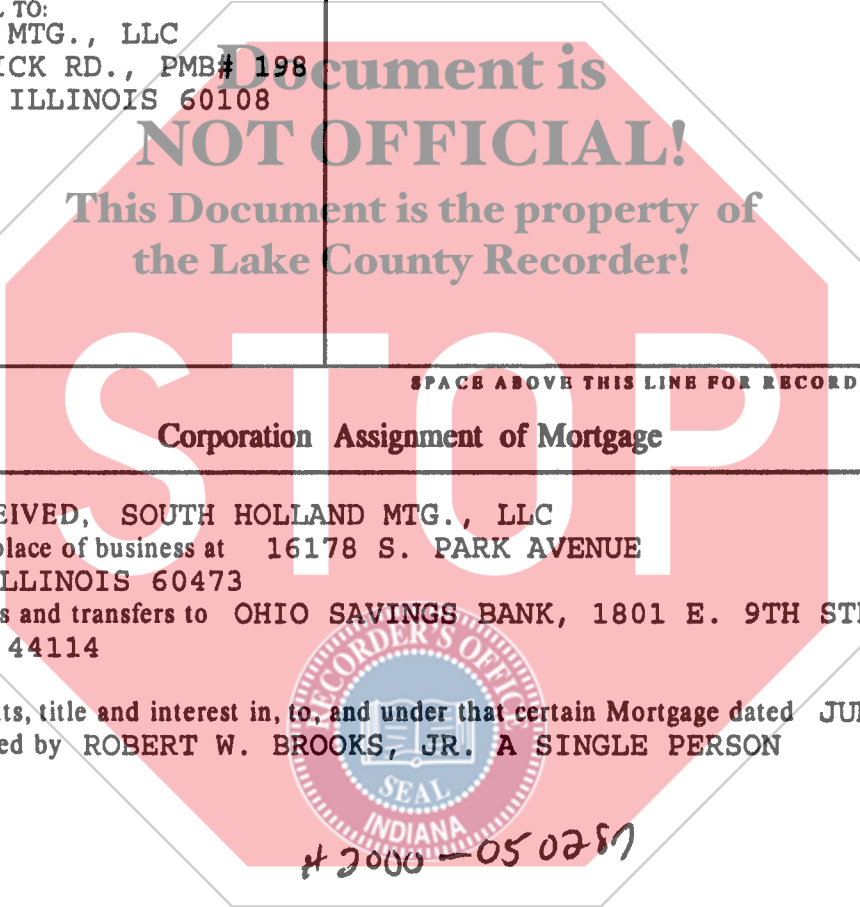 L TO:
MTG., LLC
ICK RD., PMB# 198
ILLINOIS 60108
Document is
NOT OFFICIAL!
This Document is the property of
the Lake County Recorder!
STOP
SPACE ABOVE THIS LINE FOR RECORD
Corporation Assignment of Mortgage
EIVED, SOUTH HOLLAND MTG., LLC
place of business at 16178 S. PARK AVENUE
LLINOIS 60473
s and transfers to OHIO SAVINGS BANK, 1801 E. 9TH STR
44114
ts, title and interest in, to, and under that certain Mortgage dated JU
ed by ROBERT W. BROOKS, JR. A SINGLE PERSON
RECORDER'S OFFICE
SEAL
INDIANA
# 2000-050287